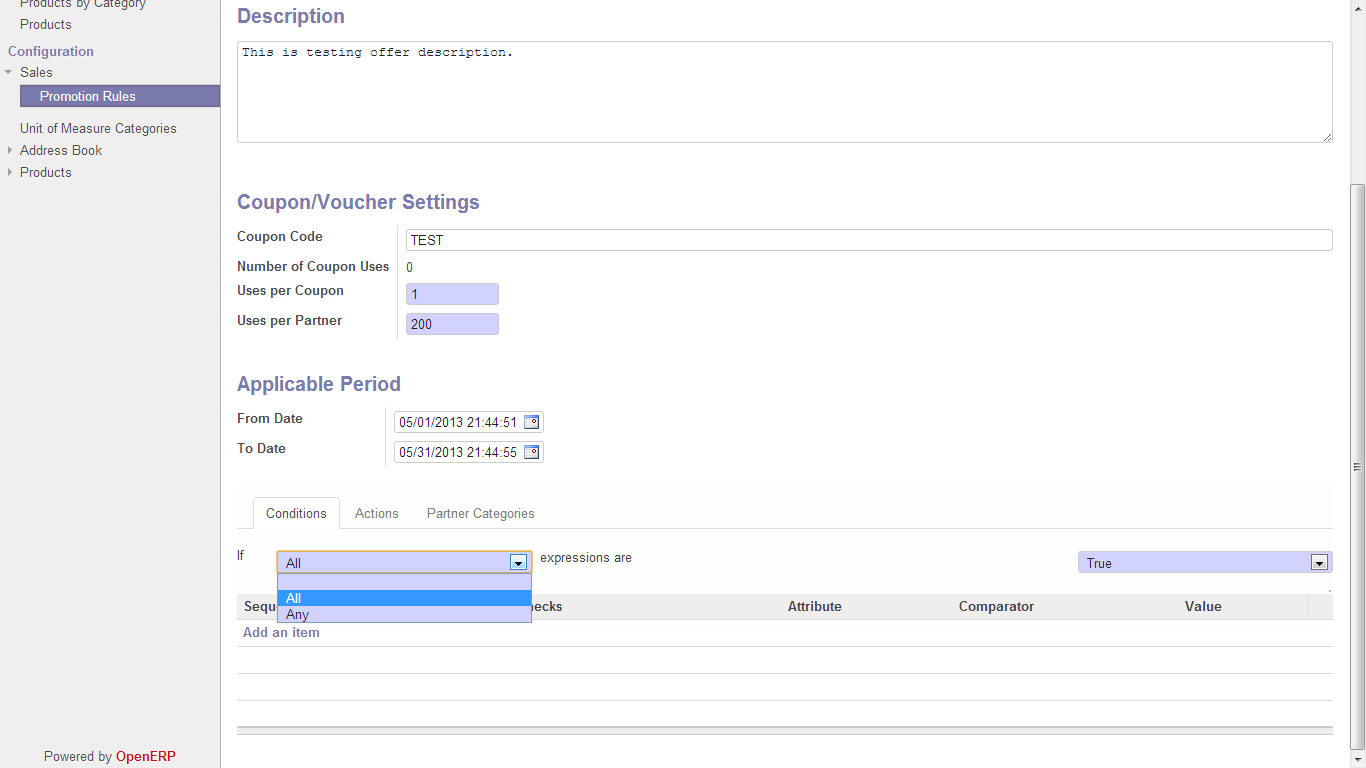 Products by Category
Products
Configuration
Sales
Promotion Rules
Unit of Measure Categories
Address Book
Products
Powered by OpenERP
Description
This is testing offer description.
Coupon/Voucher Settings
Coupon Code TEST
Number of Coupon Uses 0
Uses per Coupon 1
Uses per Partner 200
Applicable Period
From Date 05/01/2013 21:44:51
To Date 05/31/2013 21:44:55
Conditions Actions Partner Categories
If All expressions are True
All
Any
Attribute Comparator Value
Add an item